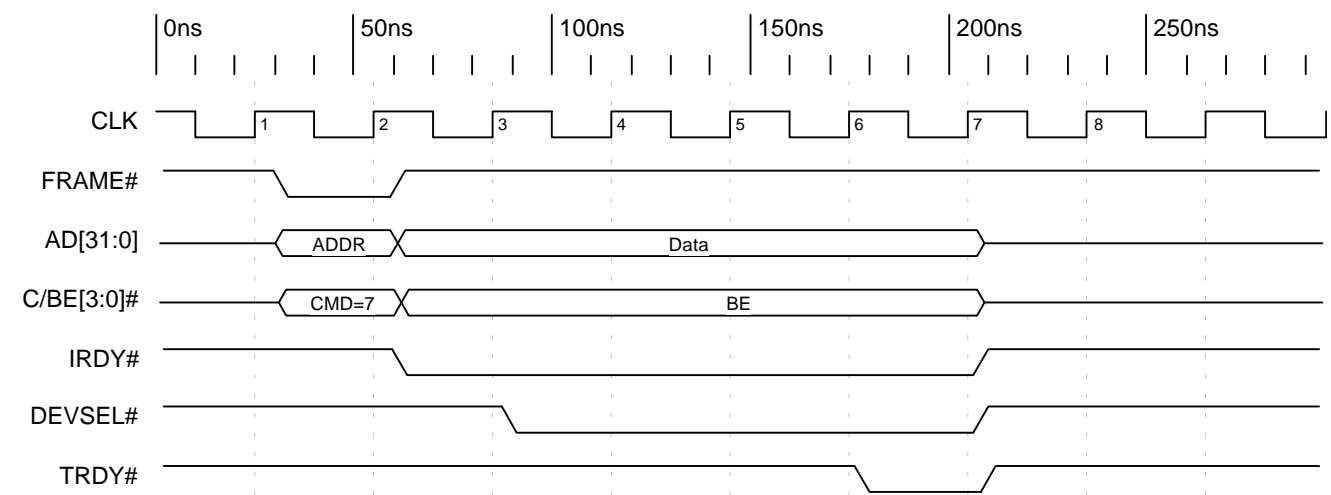 0ns 50ns 100ns 150ns 200ns 250ns
CLK 1 2 3 4 5 6 7 8
FRAME#
AD[31:0] ADDR Data
C/BE[3:0]# CMD=7 BE
IRDY#
DEVSEL#
TRDY#